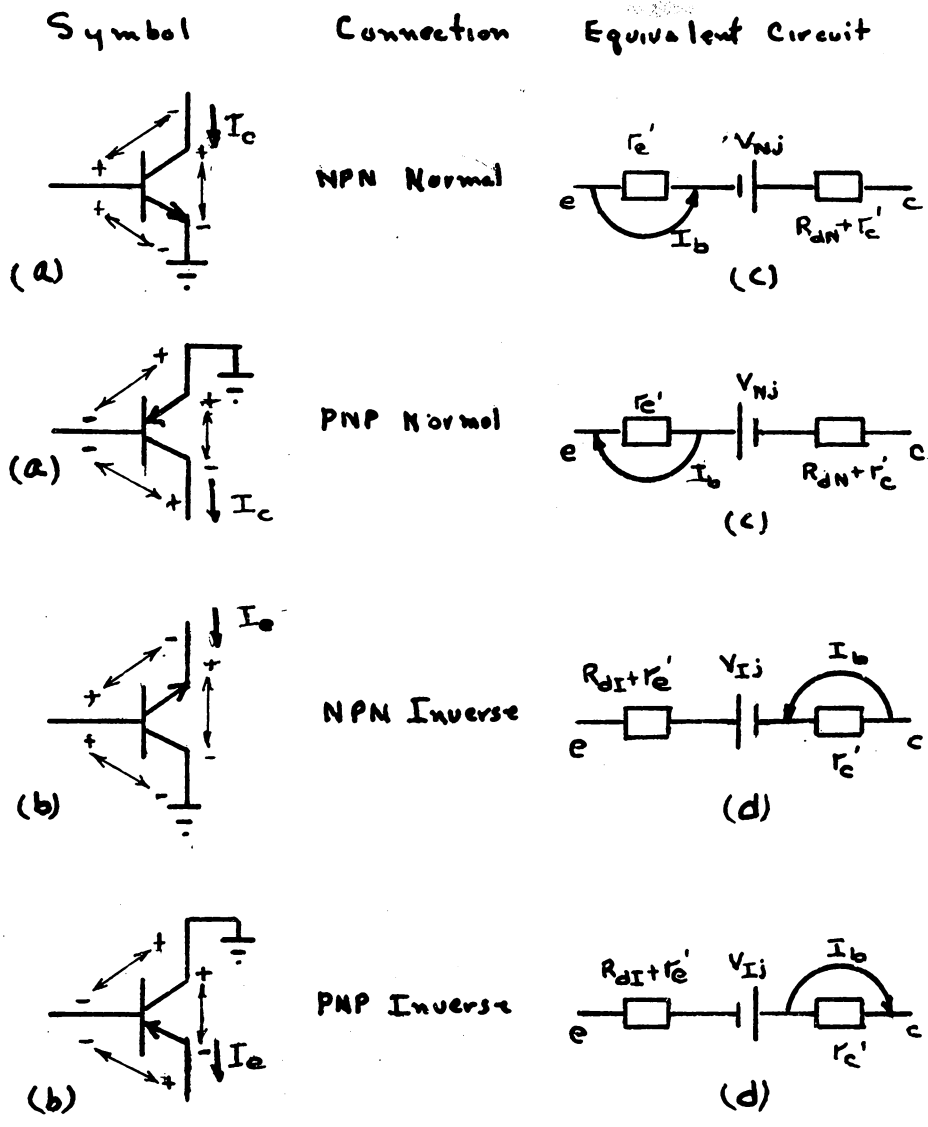 Symbol Connection Equivalent Circuit
- Ic
+ +
+ -
-
(a)
NPN Normal
re' VNj
e c
Ib RdN+rc'
(c)
+
- +
- -
+ Ic
(a)
PNP Normal
re' VNj
e c
Ib RdN+rc'
(c)
Ie
- +
+
+ -
-
(b)
NPN Inverse
RdI+re' VIj Ib
e c
rc'
(d)
+
- +
- -
+ Ie
(b)
PNP Inverse
RdI+re' VIj Ib
e c
rc'
(d)